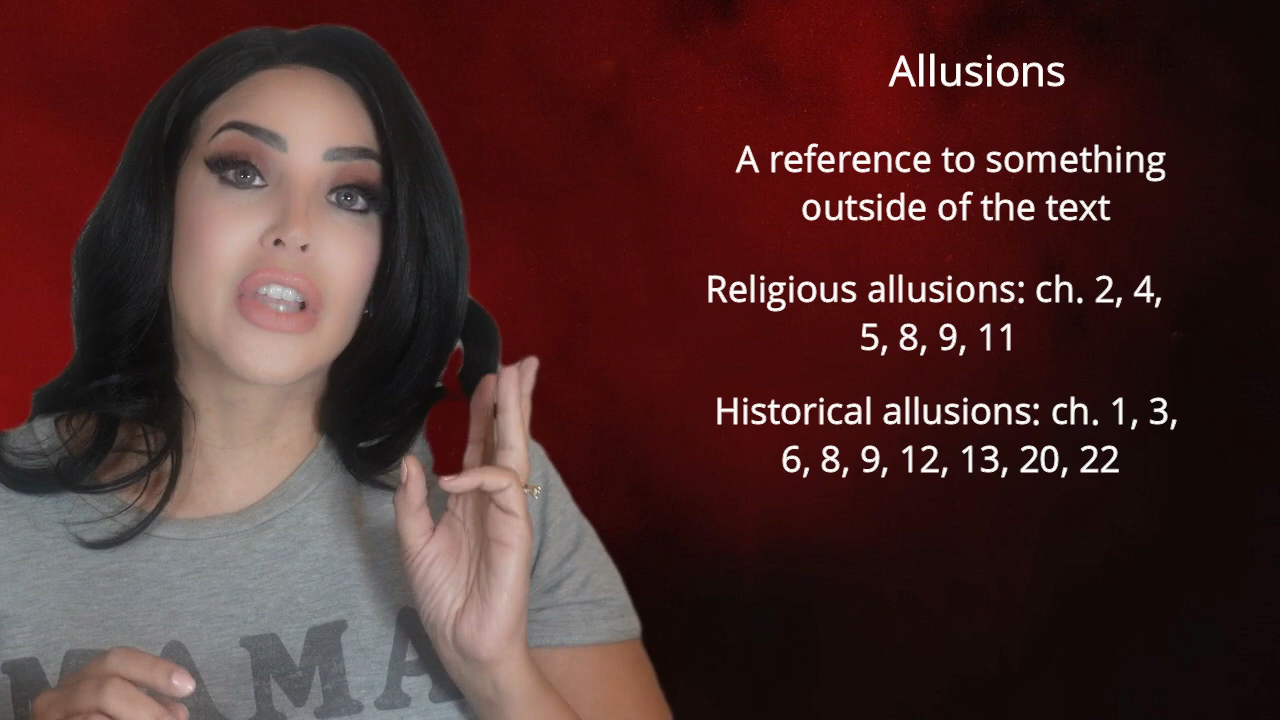 Allusions
A reference to something
outside of the text
Religious allusions: ch. 2, 4,
5, 8, 9, 11
Historical allusions: ch. 1, 3,
6, 8, 9, 12, 13, 20, 22
MAMA